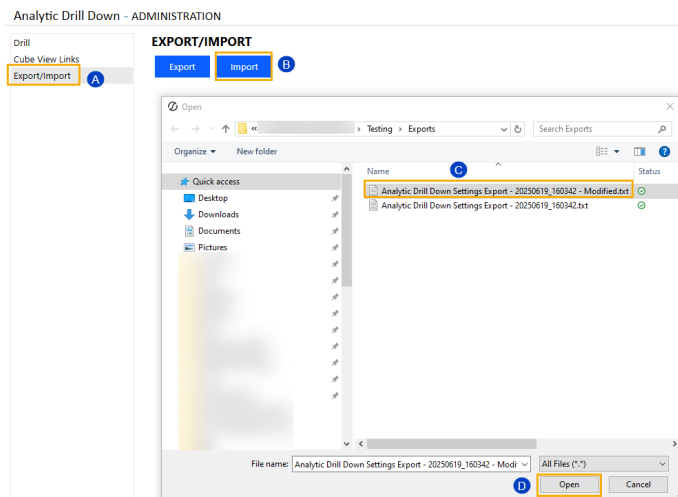 Analytic Drill Down - ADMINISTRATION
Drill
Cube View Links
Export/Import
A
EXPORT/IMPORT
Export
Import
B
Open
« › Testing › Exports
Search Exports
Organize
New folder
Quick access
Desktop
Downloads
Documents
Pictures
C
Name
Status
Analytic Drill Down Settings Export - 20250619_160342 - Modified.txt
Analytic Drill Down Settings Export - 20250619_160342.txt
File name:
Analytic Drill Down Settings Export - 20250619_160342 - Modi
All Files (*.*)
D
Open
Cancel